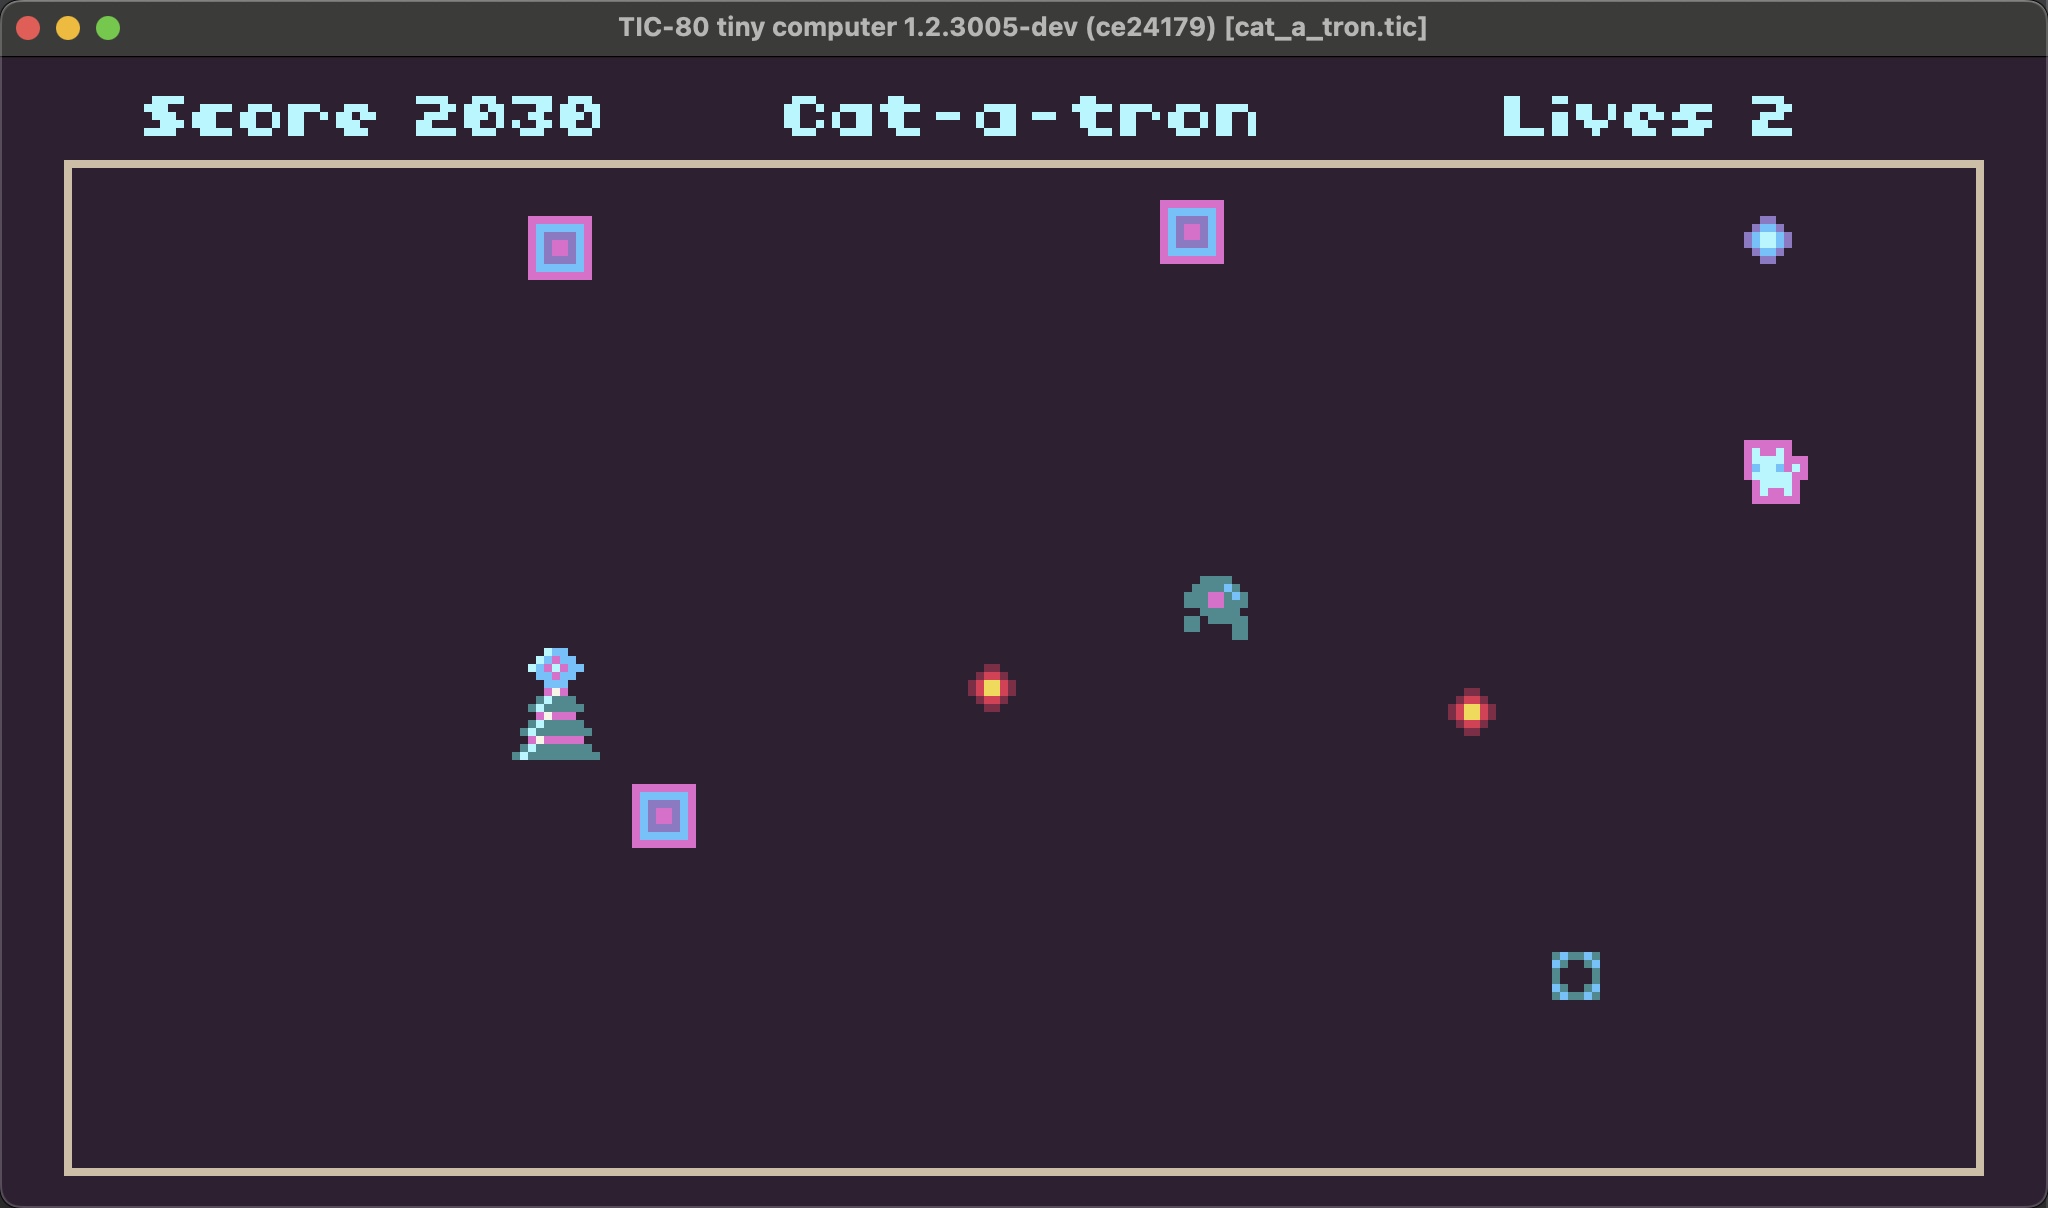 TIC-80 tiny computer 1.2.3005-dev (ce24179) [cat_a_tron.tic]
Score 2030 Cat-a-tron Lives 2